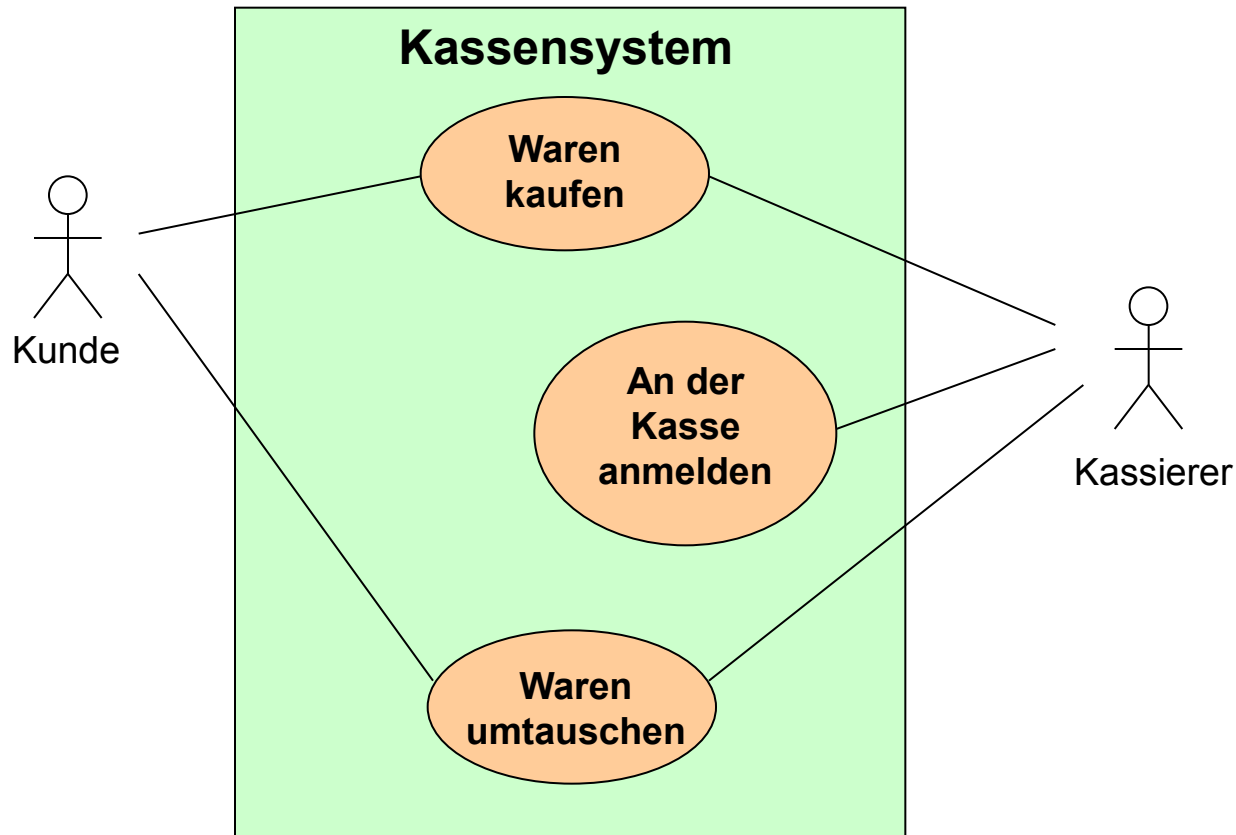 Kassensystem
Waren
kaufen
Kunde
An der
Kasse
anmelden
Kassierer
Waren
umtauschen